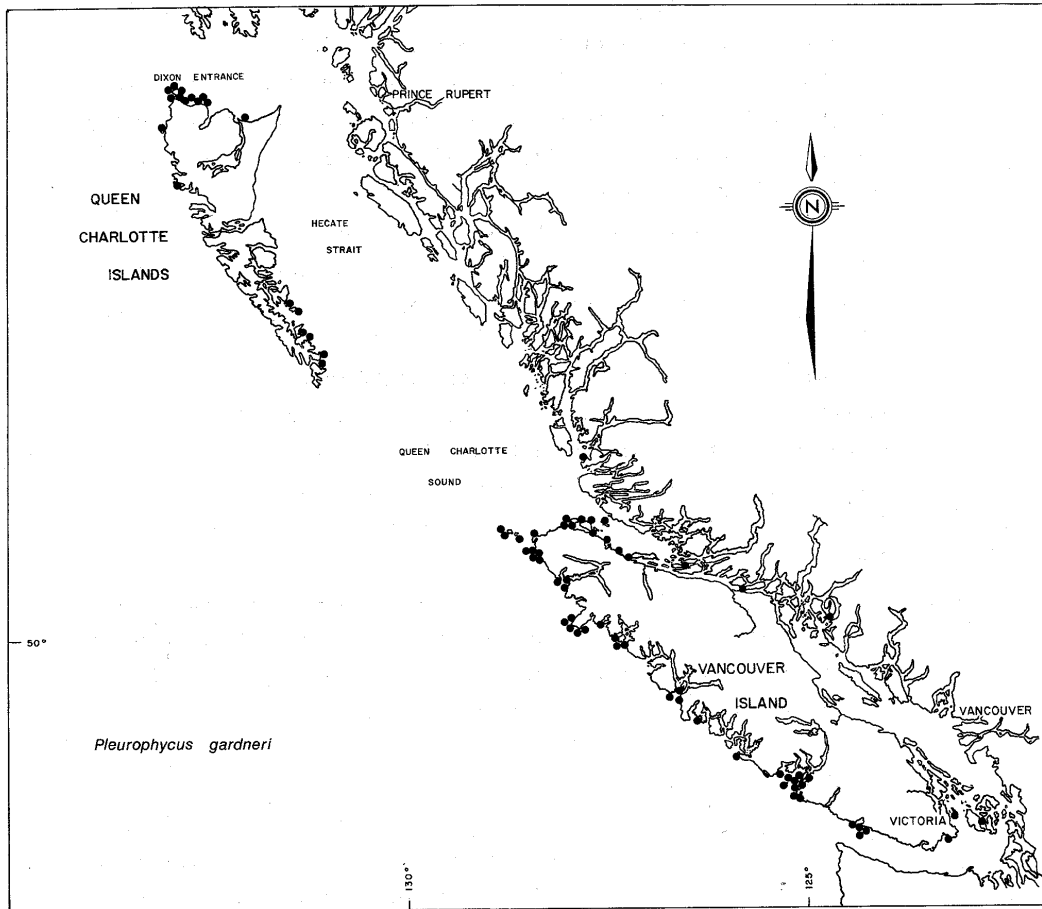 DIXON ENTRANCE
PRINCE RUPERT
QUEEN
CHARLOTTE
ISLANDS
HECATE
STRAIT
N
QUEEN CHARLOTTE
SOUND
50°
VANCOUVER
ISLAND
VANCOUVER
Pleurophycus gardneri
VICTORIA
130°
125°